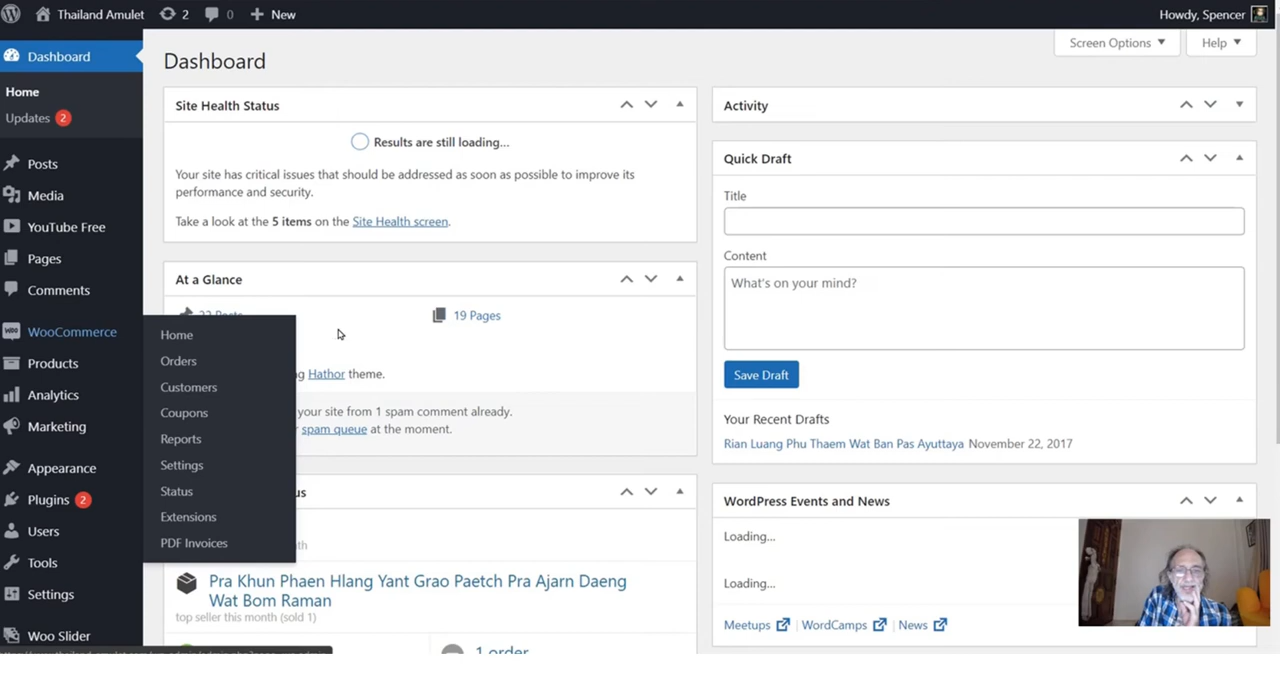 Thailand Amulet 2 0 + New Howdy, Spencer
Screen Options Help
Dashboard
Home
Updates 2
Posts
Media
YouTube Free
Pages
Comments
WooCommerce
Products
Analytics
Marketing
Appearance
Plugins 2
Users
Tools
Settings
Woo Slider
Home
Orders
Customers
Coupons
Reports
Settings
Status
Extensions
PDF Invoices
Dashboard
Site Health Status
Results are still loading...
Your site has critical issues that should be addressed as soon as possible to improve its
performance and security.
Take a look at the 5 items on the Site Health screen.
At a Glance
22 Posts
19 Pages
Hathor theme.
your site from 1 spam comment already.
spam queue at the moment.
Pra Khun Phaen Hlang Yant Grao Paetch Pra Ajarn Daeng
Wat Bom Raman
top seller this month (sold 1)
1 order
Activity
Quick Draft
Title
Content
What's on your mind?
Save Draft
Your Recent Drafts
Rian Luang Phu Thaem Wat Ban Pas Ayuttaya November 22, 2017
WordPress Events and News
Loading...
Loading...
Meetups | WordCamps | News